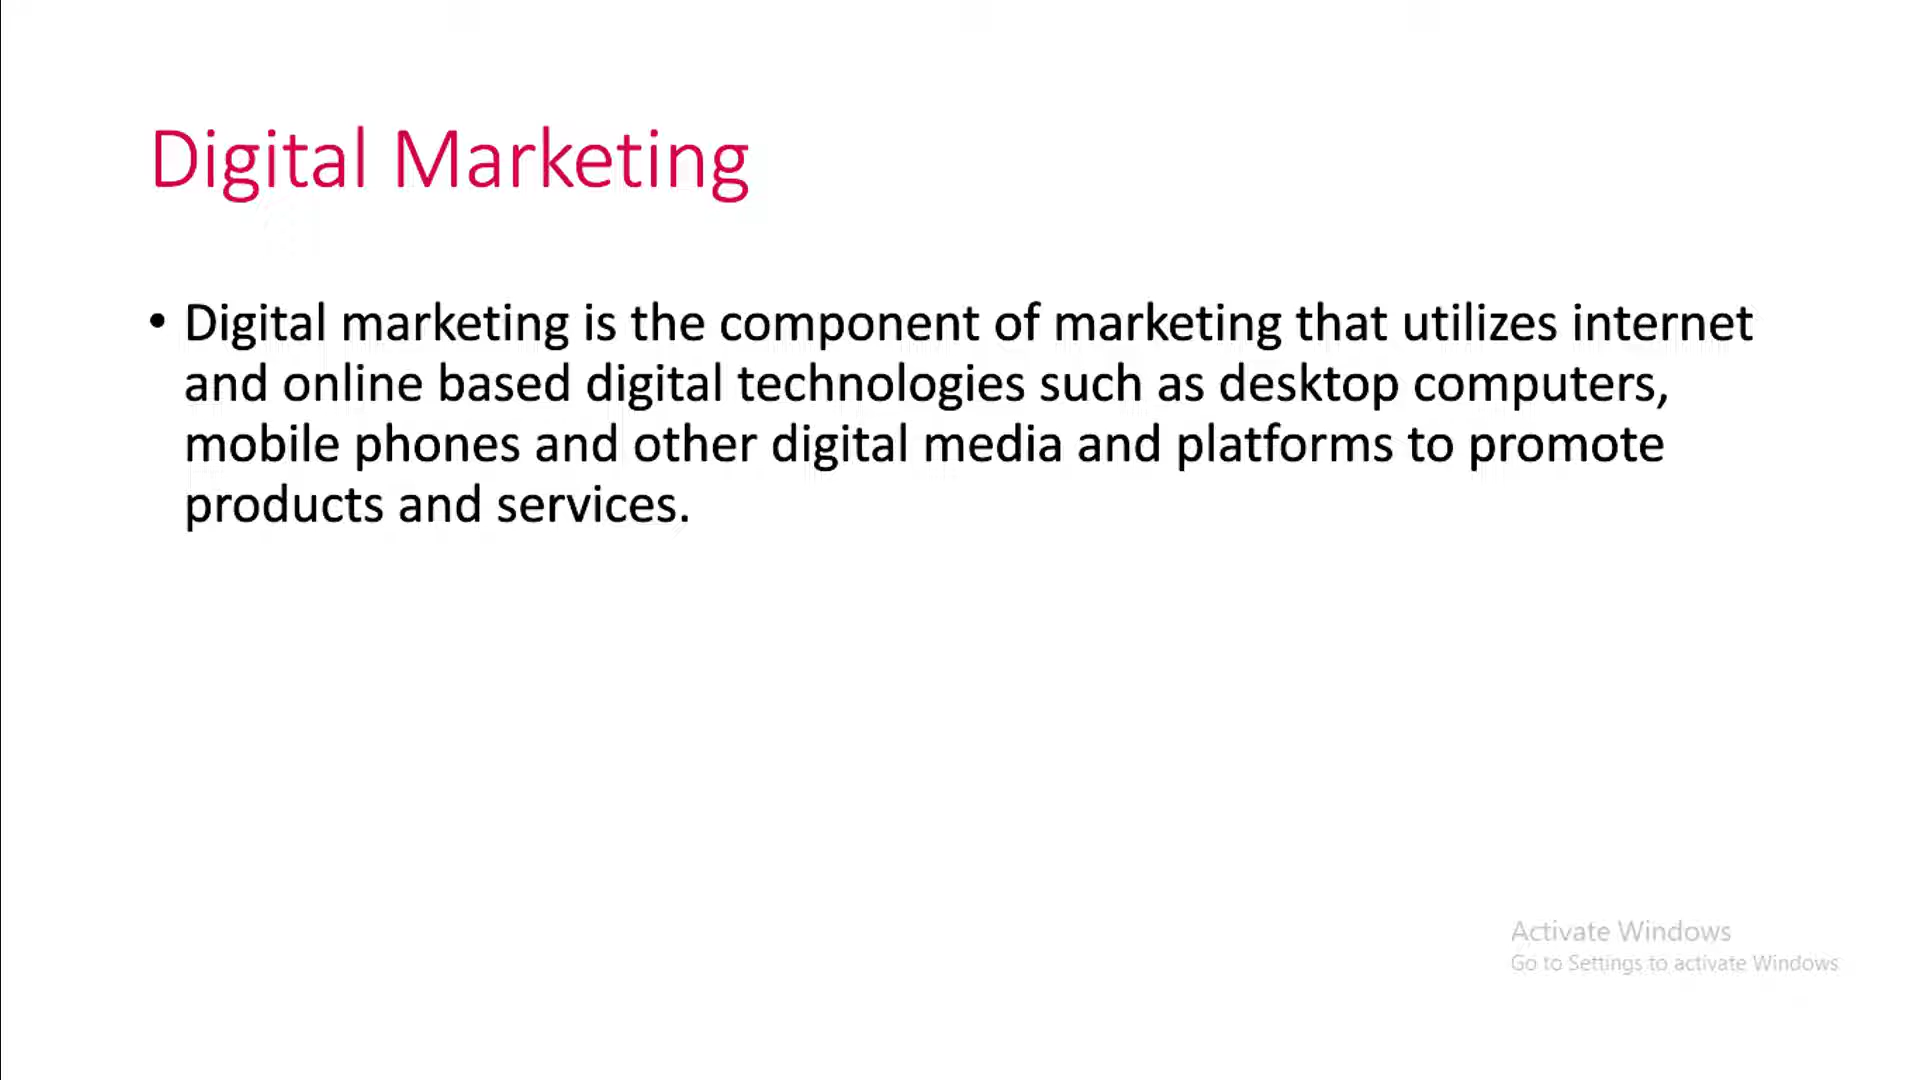 Digital Marketing
• Digital marketing is the component of marketing that utilizes internet
and online based digital technologies such as desktop computers,
mobile phones and other digital media and platforms to promote
products and services.
Activate Windows
Go to Settings to activate Windows